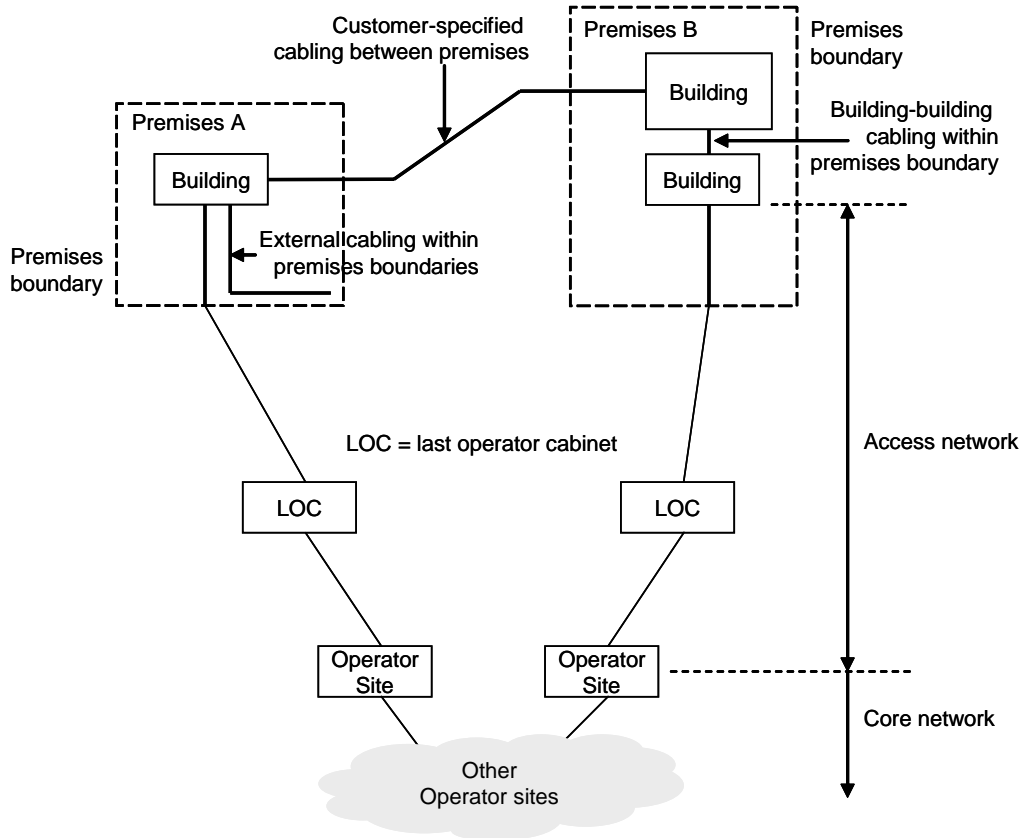 Customer-specified
cabling between premises
Premises B
Premises
boundary
Building
Premises A
Building-building
cabling within
premises boundary
Building
Building
External cabling within
premises boundaries
Premises
boundary
LOC = last operator cabinet
Access network
LOC
LOC
Operator
Site
Operator
Site
Core network
Other
Operator sites